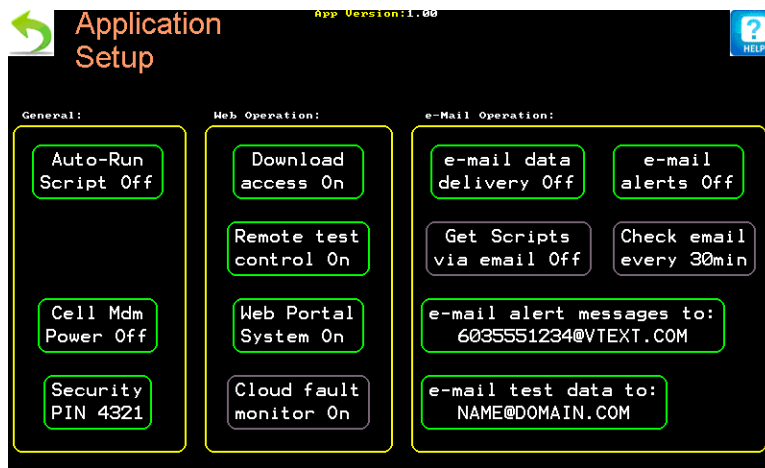 Application
Setup
App Version:1.00
HELP
General:
Auto-Run
Script Off
Cell Mdm
Power Off
Security
PIN 4321
Web Operation:
Download
access On
Remote test
control On
Web Portal
System On
Cloud fault
monitor On
e-Mail Operation:
e-mail data
delivery Off
e-mail
alerts Off
Get Scripts
via email Off
Check email
every 30min
e-mail alert messages to:
6035551234@VTEXT.COM
e-mail test data to:
NAME@DOMAIN.COM